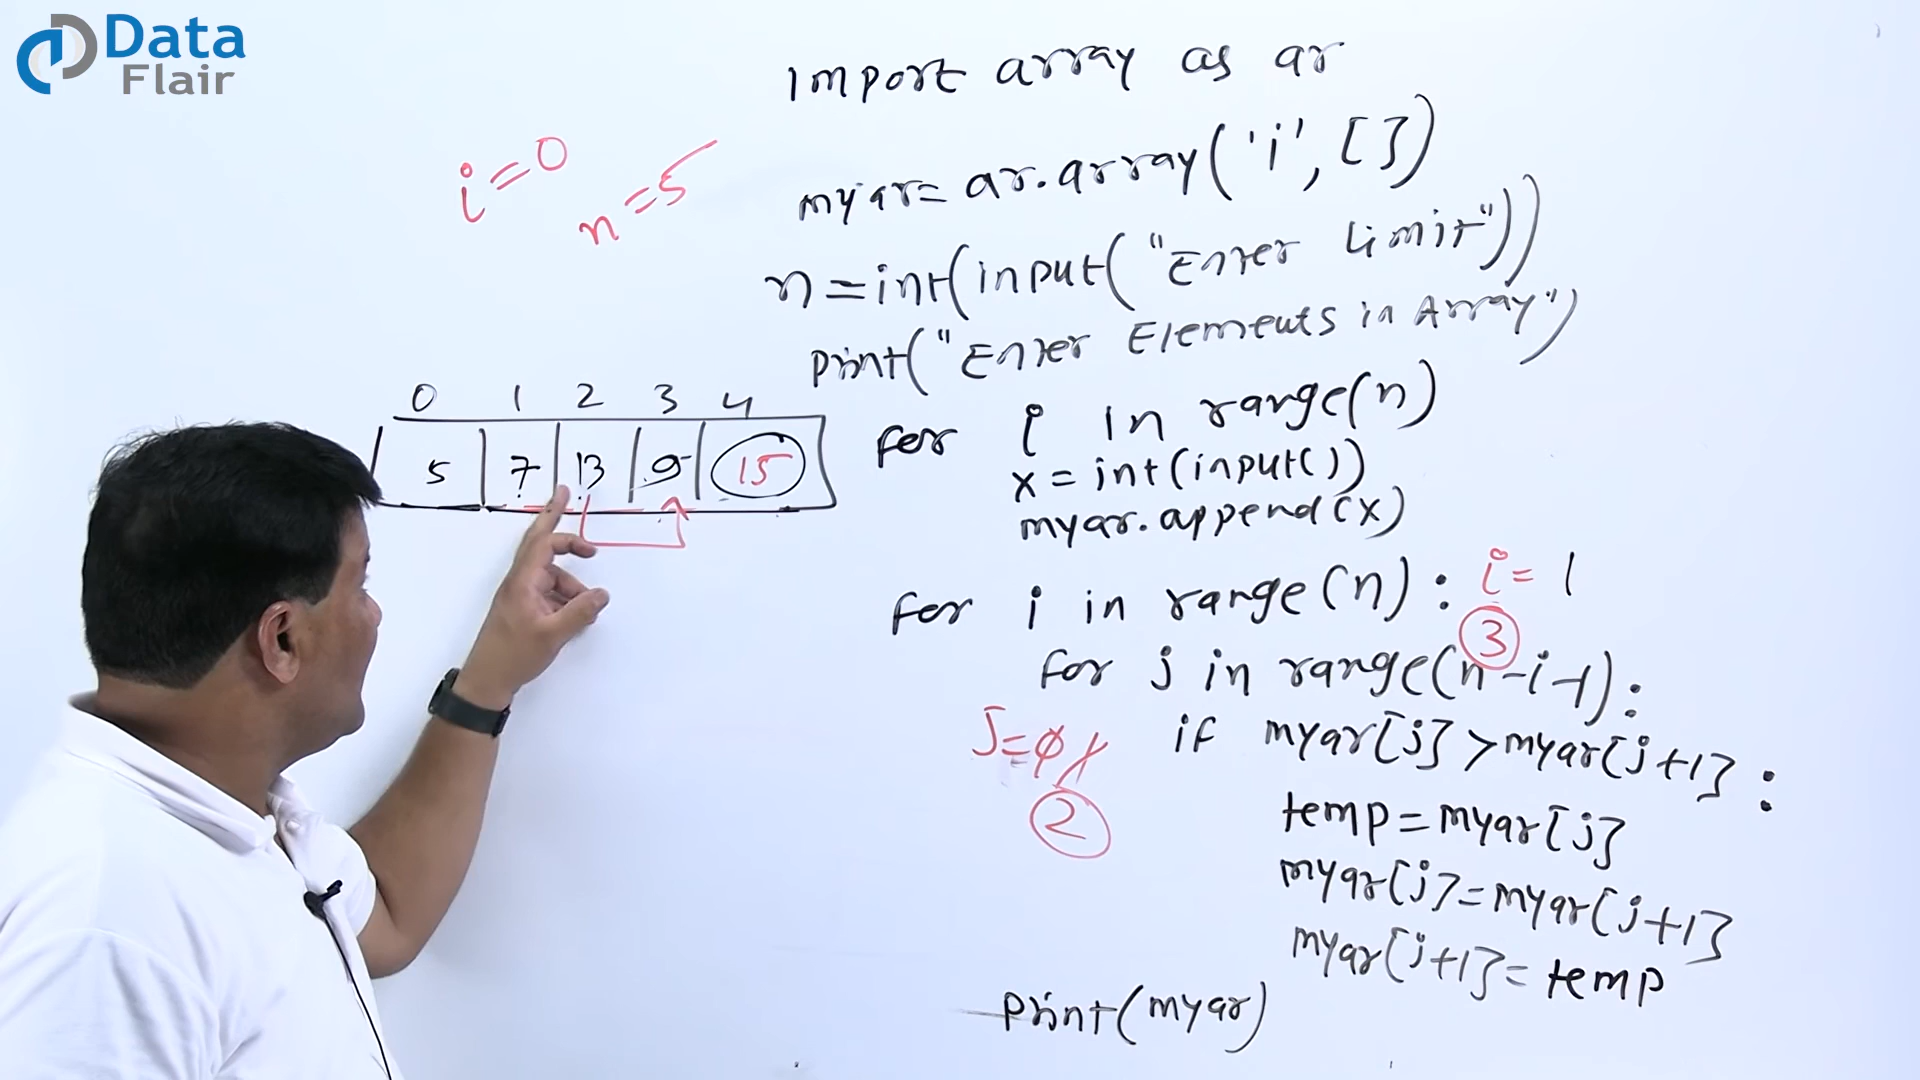 Data
Flair
import array as ar
i=0
n=5
myar= ar.array('i', [])
n=int(input("Enter Limit"))
print("Enter Elements in Array")
0 1 2 3 4
5 7 13 9 15
for i in range(n)
x=int(input())
myar.append(x)
for i in range(n): i=1
3
for j in range(n-i-1):
J=0 1
2
if myar[j]>myar[j+1]:
temp=myar[j]
myar[j]=myar[j+1]
myar[j+1]=temp
print(myar)